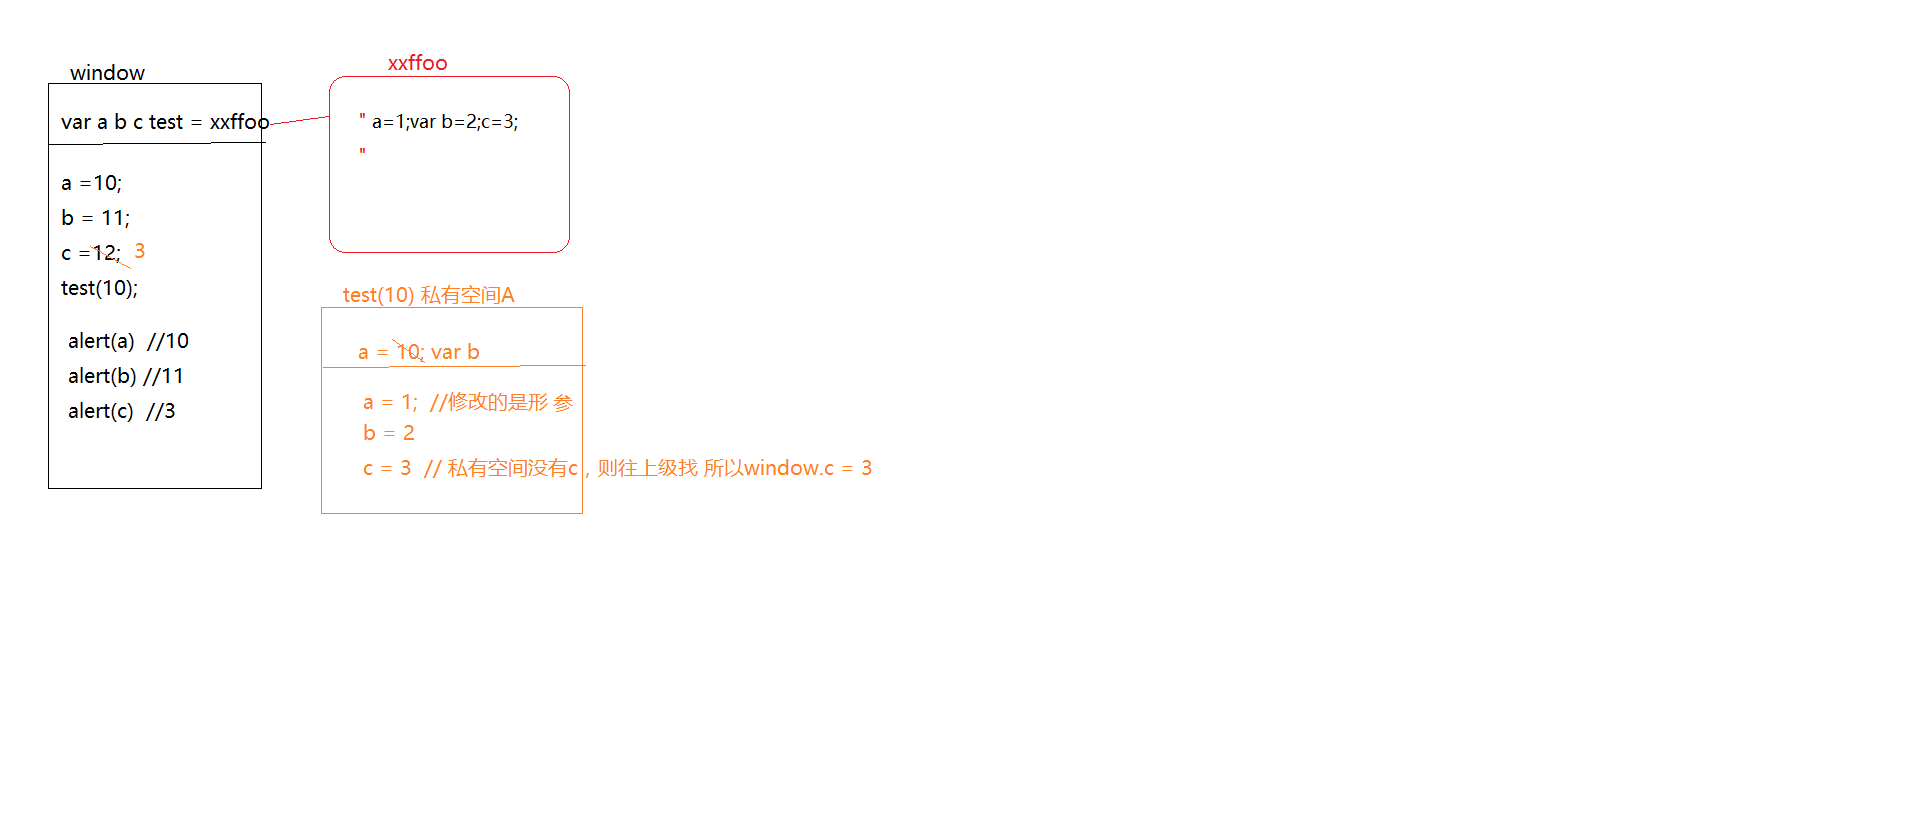 window
var a b c test = xxffoo
a =10;
b = 11;
c =12; 3
test(10);
alert(a)  //10
alert(b) //11
alert(c)  //3
xxffoo
" a=1;var b=2;c=3;
"
test(10) 私有空间A
a = 10; var b
a = 1;  //修改的是形 参
b = 2
c = 3  // 私有空间没有c，则往上级找 所以window.c = 3